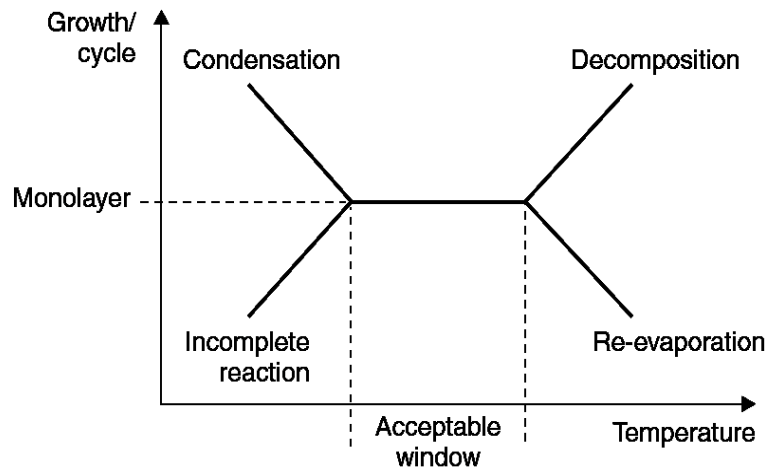 Growth/
cycle
Condensation
Decomposition
Monolayer
Incomplete
reaction
Re-evaporation
Acceptable
window
Temperature